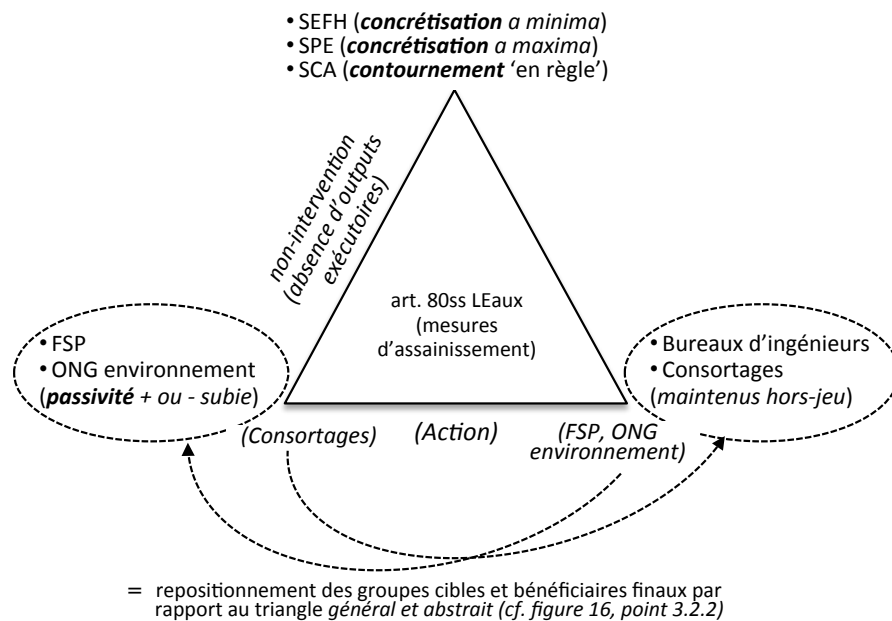 • SEFH (concrétisation a minima)
• SPE (concrétisation a maxima)
• SCA (contournement ‘en règle’)
non-intervention
(absence d’outputs
exécutoires)
art. 80ss LEaux
(mesures
d’assainissement)
• FSP
• ONG environnement
(passivité + ou - subie)
• Bureaux d’ingénieurs
• Consortages
(maintenus hors-jeu)
(Consortages)
(Action)
(FSP, ONG
environnement)
= repositionnement des groupes cibles et bénéficiaires finaux par
rapport au triangle général et abstrait (cf. figure 16, point 3.2.2)